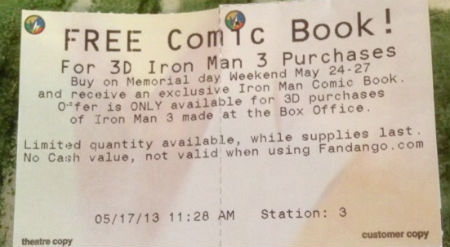 FREE Comic Book!
For 3D Iron Man 3 Purchases
Buy on Memorial day Weekend May 24-27
and receive an exclusive Iron Man Comic Book.
Offer is ONLY available for 3D purchases
of Iron Man 3 made at the Box Office.
Limited quantity available, while supplies last.
No Cash value, not valid when using Fandango.com
05/17/13 11:28 AM Station: 3
theatre copy customer copy